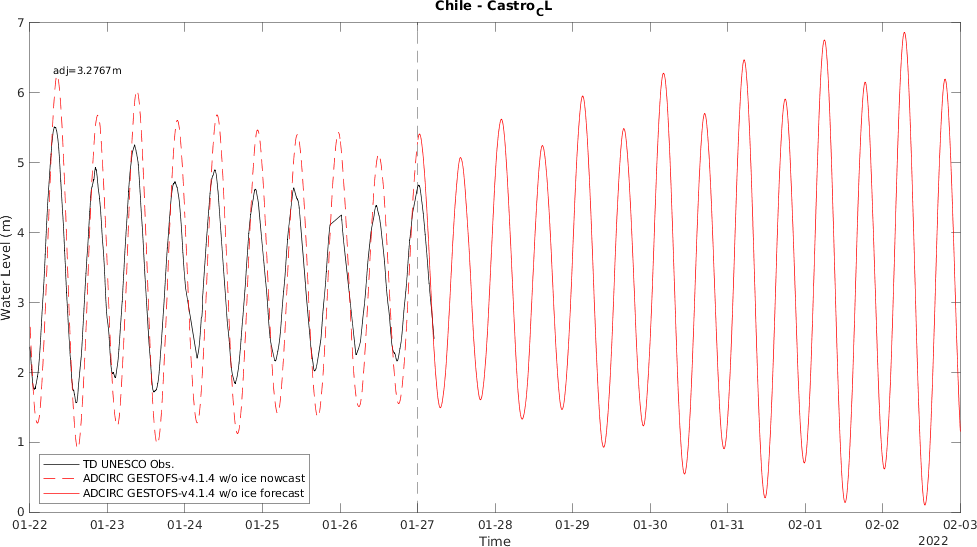 Chile - Castro_CL
7
6
5
4
3
2
1
0
Water Level (m)
adj=3.2767m
TD UNESCO Obs.
ADCIRC GESTOFS-v4.1.4 w/o ice nowcast
ADCIRC GESTOFS-v4.1.4 w/o ice forecast
01-22 01-23 01-24 01-25 01-26 01-27 01-28 01-29 01-30 01-31 02-01 02-02 02-03
Time
2022